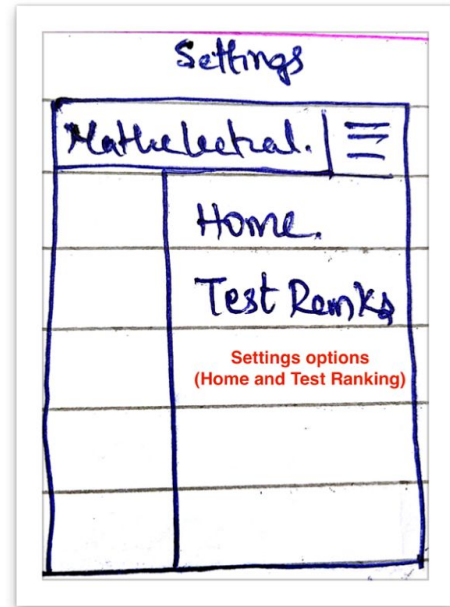 Settings
Mathelectral.
Home.
Test Ranks
Settings options
(Home and Test Ranking)